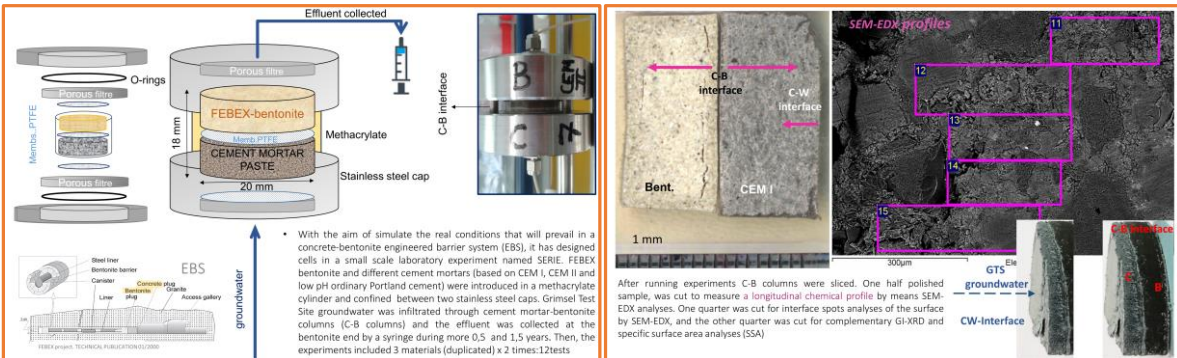 Effluent collected
O-rings
Porous filtre
Membs. PTFE
Porous filtre
Porous filtre
FEBEX-bentonite
Memb.PTFE
CEMENT MORTAR
PASTE
18 mm
20 mm
Methacrylate
Stainless steel cap
C-B interface
B
C
7
groundwater
EBS
Steel liner
Bentonite barrier
Canister
Liner
Bentonite
plug
Concrete plug
Granite
Access gallery
FEBEX project. TECHNICAL PUBLICATION 01/2000
• With the aim of simulate the real conditions that will prevail in a
concrete-bentonite engineered barrier system (EBS), it has designed
cells in a small scale laboratory experiment named SERIE. FEBEX
bentonite and different cement mortars (based on CEM I, CEM II and
low pH ordinary Portland cement) were introduced in a methacrylate
cylinder and confined between two stainless steel caps. Grimsel Test
Site groundwater was infiltrated through cement mortar-bentonite
columns (C-B columns) and the effluent was collected at the
bentonite end by a syringe during more 0,5 and 1,5 years. Then, the
experiments included 3 materials (duplicated) x 2 times:12tests
C-B
interface
C-W
interface
Bent.
CEM I
1 mm
SEM-EDX profiles
11
12
13
14
15
300µm
Ele
After running experiments C-B columns were sliced. One half polished
sample, was cut to measure a longitudinal chemical profile by means SEM-
EDX analyses. One quarter was cut for interface spots analyses of the surface
by SEM-EDX, and the other quarter was cut for complementary GI-XRD and
specific surface area analyses (SSA)
GTS
groundwater
CW-Interface
C-B Interface
C
B